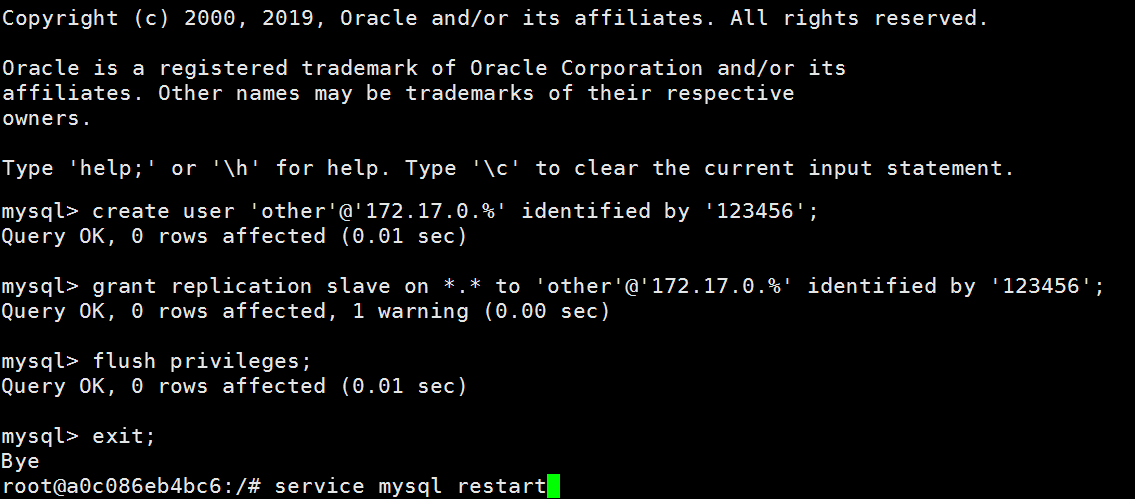 Copyright (c) 2000, 2019, Oracle and/or its affiliates. All rights reserved.
Oracle is a registered trademark of Oracle Corporation and/or its
affiliates. Other names may be trademarks of their respective
owners.
Type 'help;' or '\h' for help. Type '\c' to clear the current input statement.
mysql> create user 'other'@'172.17.0.%' identified by '123456';
Query OK, 0 rows affected (0.01 sec)
mysql> grant replication slave on *.* to 'other'@'172.17.0.%' identified by '123456';
Query OK, 0 rows affected, 1 warning (0.00 sec)
mysql> flush privileges;
Query OK, 0 rows affected (0.01 sec)
mysql> exit;
Bye
root@a0c086eb4bc6:/# service mysql restart